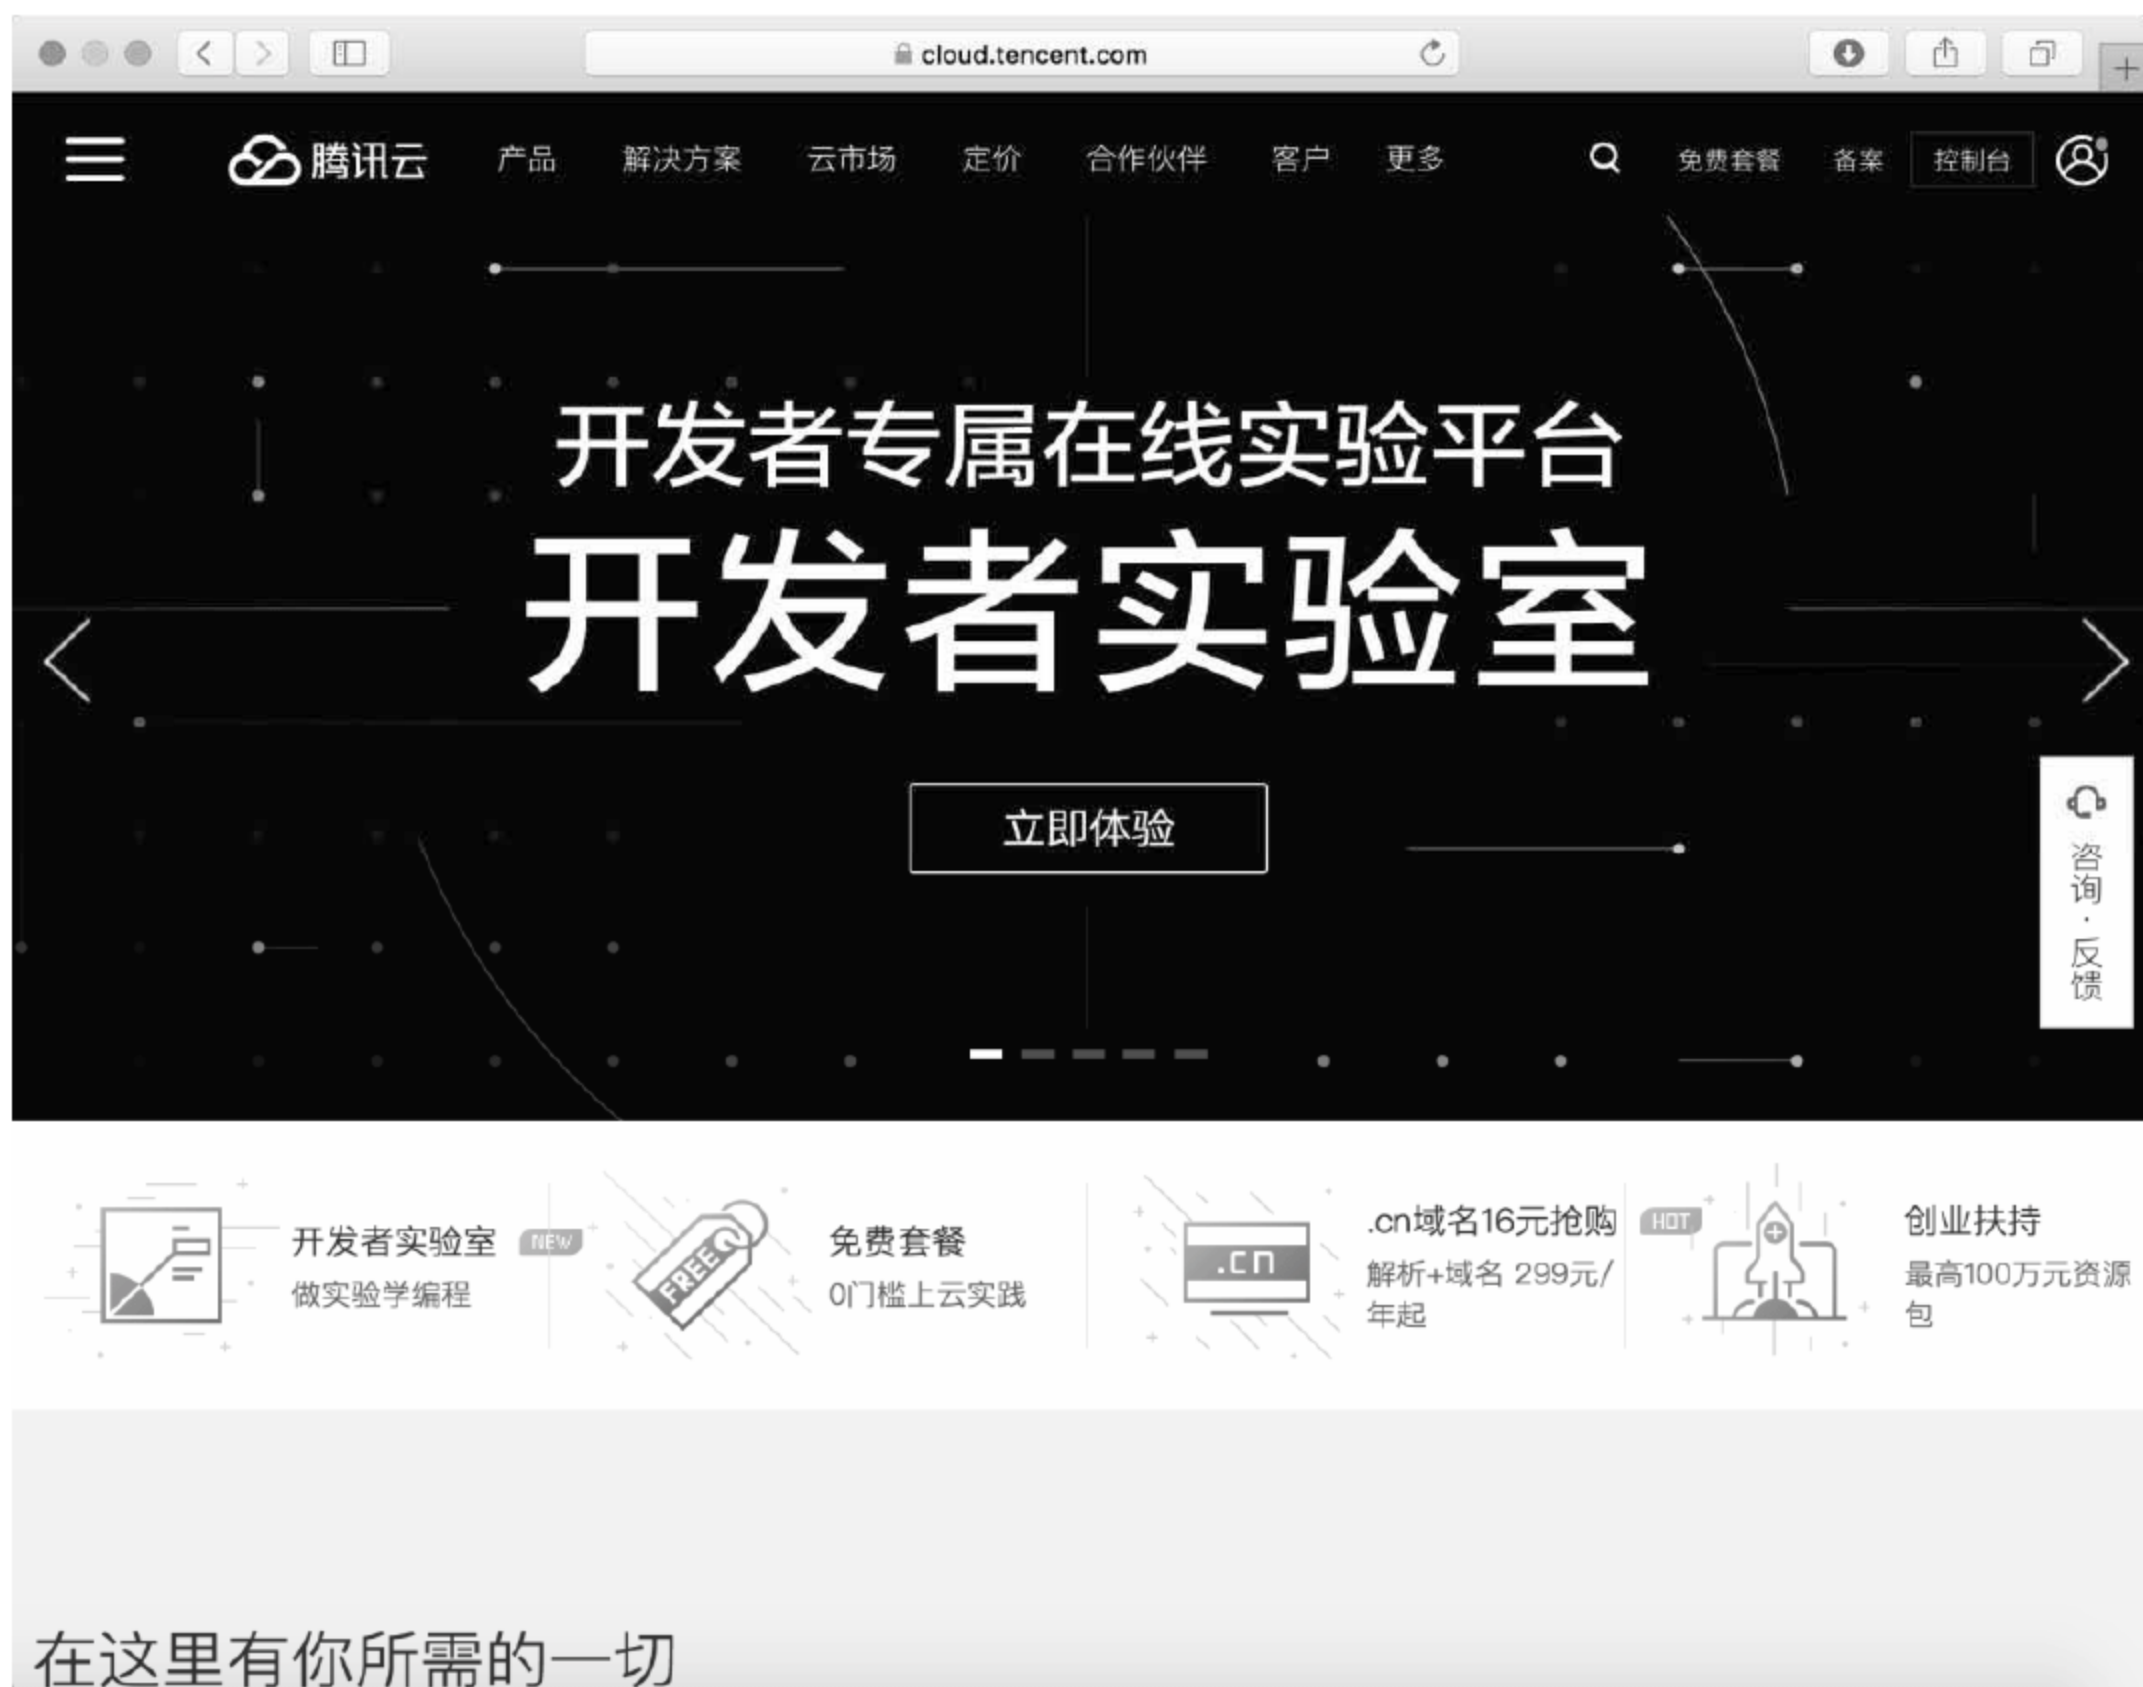 cloud.tencent.com
腾讯云 产品 解决方案 云市场 定价 合作伙伴 客户 更多 免费套餐 备案 控制台
开发者专属在线实验平台
开发者实验室
立即体验
咨询·反馈
开发者实验室 NEW
做实验学编程
FREE
免费套餐
0门槛上云实践
.cn
.cn域名16元抢购 HOT
解析+域名 299元/
年起
创业扶持
最高100万元资源
包
在这里有你所需的一切